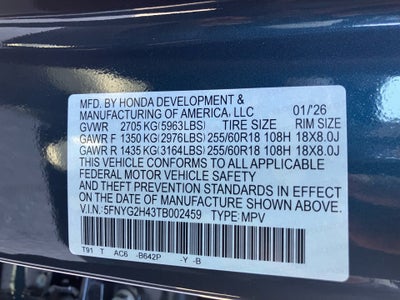 MFD. BY HONDA DEVELOPMENT &
MANUFACTURING OF AMERICA, LLC 01/'26
GVWR 2705 KG(5963LBS) TIRE SIZE RIM SIZE
GAWR F 1350 KG(2976LBS) 255/60R18 108H 18X8.0J
GAWR R 1435 KG(3164LBS) 255/60R18 108H 18X8.0J
THIS VEHICLE CONFORMS TO ALL APPLICABLE
FEDERAL MOTOR VEHICLE SAFETY
AND THEFT PREVENTION STANDARDS IN EFFECT
ON THE DATE OF MANUFACTURE SHOWN ABOVE.
V.I.N.: 5FNYG2H43TB002459 TYPE: MPV
T91 T AC6 -B642P -Y -B